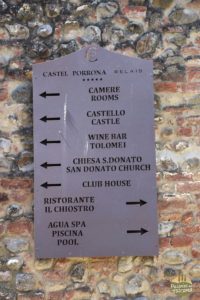 CASTEL PORRONA RELAIS
★★★★★
CAMERE
ROOMS
CASTELLO
CASTLE
WINE BAR
TOLOMEI
CHIESA S.DONATO
SAN DONATO CHURCH
CLUB HOUSE
RISTORANTE
IL CHIOSTRO
AGUA SPA
PISCINA
POOL